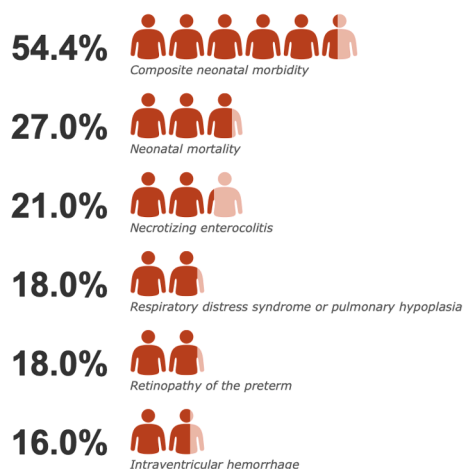 54.4%
Composite neonatal morbidity
27.0%
Neonatal mortality
21.0%
Necrotizing enterocolitis
18.0%
Respiratory distress syndrome or pulmonary hypoplasia
18.0%
Retinopathy of the preterm
16.0%
Intraventricular hemorrhage